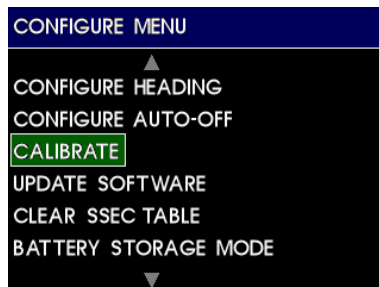 CONFIGURE MENU
CONFIGURE HEADING
CONFIGURE AUTO-OFF
CALIBRATE
UPDATE SOFTWARE
CLEAR SSEC TABLE
BATTERY STORAGE MODE